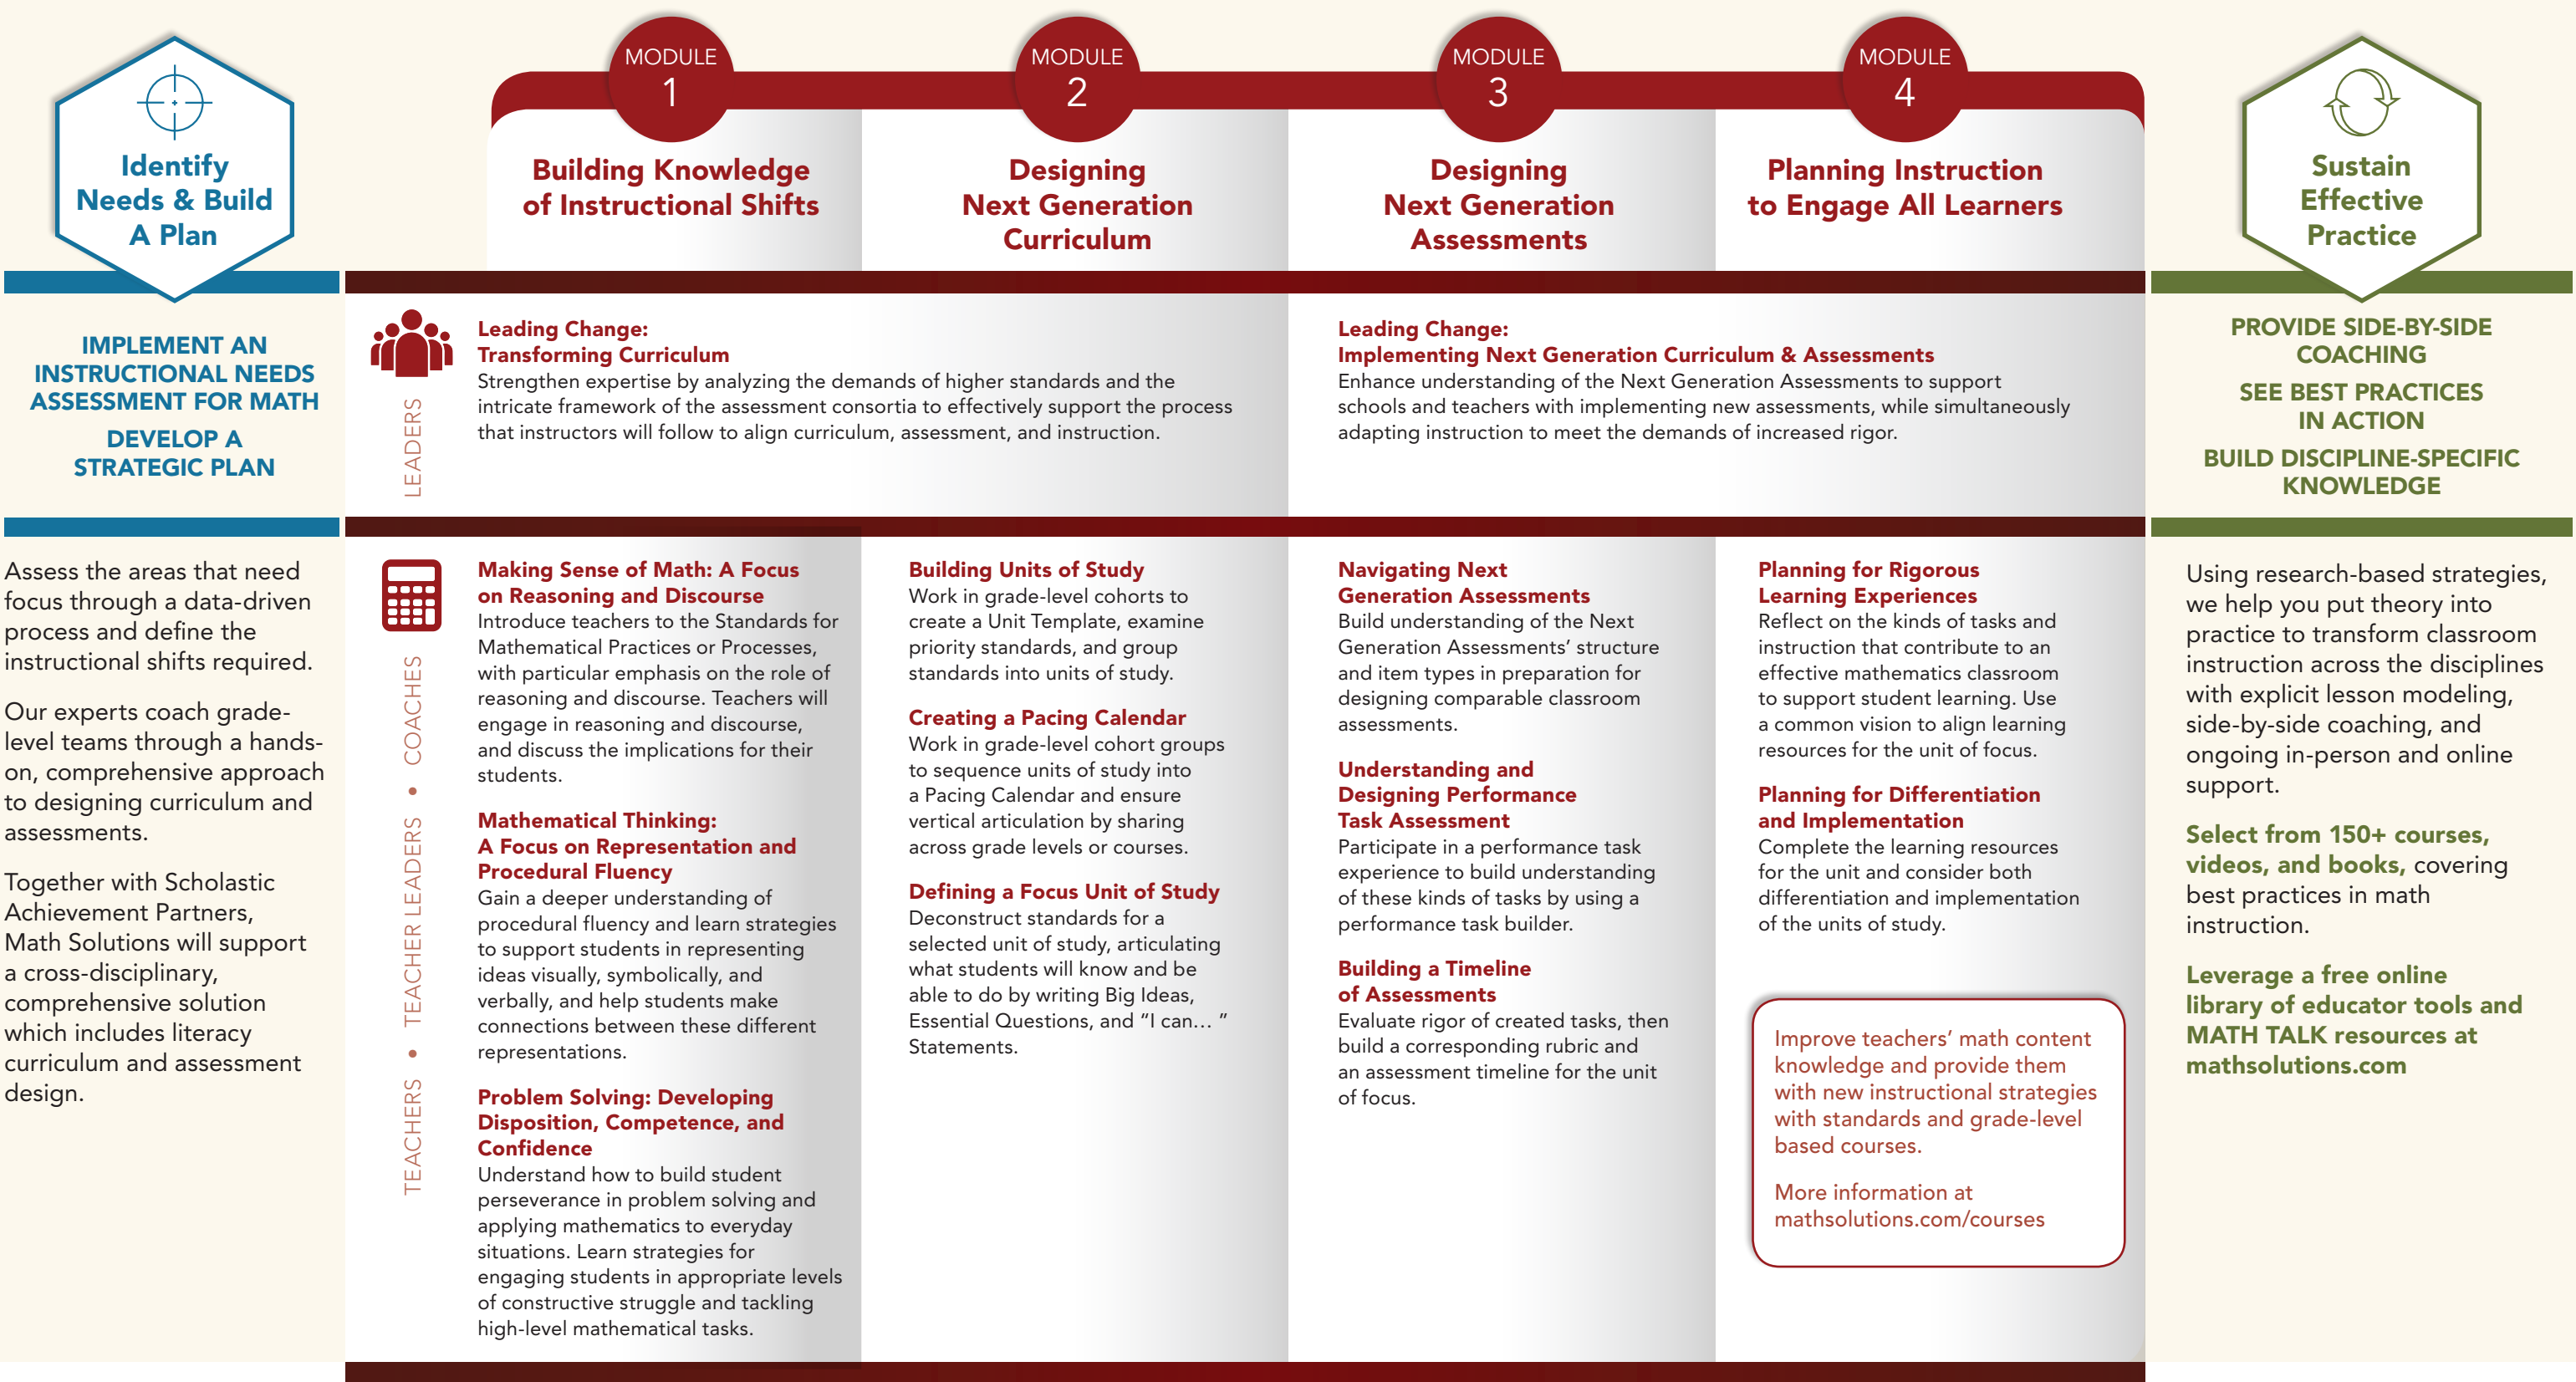 Identify
Needs & Build
A Plan
IMPLEMENT AN
INSTRUCTIONAL NEEDS
ASSESSMENT FOR MATH
DEVELOP A
STRATEGIC PLAN
Assess the areas that need
focus through a data-driven
process and define the
instructional shifts required.
Our experts coach grade-
level teams through a hands-
on, comprehensive approach
to designing curriculum and
assessments.
Together with Scholastic
Achievement Partners,
Math Solutions will support
a cross-disciplinary,
comprehensive solution
which includes literacy
curriculum and assessment
design.
MODULE
1
Building Knowledge
of Instructional Shifts
MODULE
2
Designing
Next Generation
Curriculum
MODULE
3
Designing
Next Generation
Assessments
MODULE
4
Planning Instruction
to Engage All Learners
LEADERS
Leading Change:
Transforming Curriculum
Strengthen expertise by analyzing the demands of higher standards and the
intricate framework of the assessment consortia to effectively support the process
that instructors will follow to align curriculum, assessment, and instruction.
Leading Change:
Implementing Next Generation Curriculum & Assessments
Enhance understanding of the Next Generation Assessments to support
schools and teachers with implementing new assessments, while simultaneously
adapting instruction to meet the demands of increased rigor.
TEACHERS • TEACHER LEADERS • COACHES
Making Sense of Math: A Focus
on Reasoning and Discourse
Introduce teachers to the Standards for
Mathematical Practices or Processes,
with particular emphasis on the role of
reasoning and discourse. Teachers will
engage in reasoning and discourse,
and discuss the implications for their
students.
Mathematical Thinking:
A Focus on Representation and
Procedural Fluency
Gain a deeper understanding of
procedural fluency and learn strategies
to support students in representing
ideas visually, symbolically, and
verbally, and help students make
connections between these different
representations.
Problem Solving: Developing
Disposition, Competence, and
Confidence
Understand how to build student
perseverance in problem solving and
applying mathematics to everyday
situations. Learn strategies for
engaging students in appropriate levels
of constructive struggle and tackling
high-level mathematical tasks.
Building Units of Study
Work in grade-level cohorts to
create a Unit Template, examine
priority standards, and group
standards into units of study.
Creating a Pacing Calendar
Work in grade-level cohort groups
to sequence units of study into
a Pacing Calendar and ensure
vertical articulation by sharing
across grade levels or courses.
Defining a Focus Unit of Study
Deconstruct standards for a
selected unit of study, articulating
what students will know and be
able to do by writing Big Ideas,
Essential Questions, and “I can… ”
Statements.
Navigating Next
Generation Assessments
Build understanding of the Next
Generation Assessments’ structure
and item types in preparation for
designing comparable classroom
assessments.
Understanding and
Designing Performance
Task Assessment
Participate in a performance task
experience to build understanding
of these kinds of tasks by using a
performance task builder.
Building a Timeline
of Assessments
Evaluate rigor of created tasks, then
build a corresponding rubric and
an assessment timeline for the unit
of focus.
Planning for Rigorous
Learning Experiences
Reflect on the kinds of tasks and
instruction that contribute to an
effective mathematics classroom
to support student learning. Use
a common vision to align learning
resources for the unit of focus.
Planning for Differentiation
and Implementation
Complete the learning resources
for the unit and consider both
differentiation and implementation
of the units of study.
Improve teachers’ math content
knowledge and provide them
with new instructional strategies
with standards and grade-level
based courses.
More information at
mathsolutions.com/courses
Sustain
Effective
Practice
PROVIDE SIDE-BY-SIDE
COACHING
SEE BEST PRACTICES
IN ACTION
BUILD DISCIPLINE-SPECIFIC
KNOWLEDGE
Using research-based strategies,
we help you put theory into
practice to transform classroom
instruction across the disciplines
with explicit lesson modeling,
side-by-side coaching, and
ongoing in-person and online
support.
Select from 150+ courses,
videos, and books, covering
best practices in math
instruction.
Leverage a free online
library of educator tools and
MATH TALK resources at
mathsolutions.com